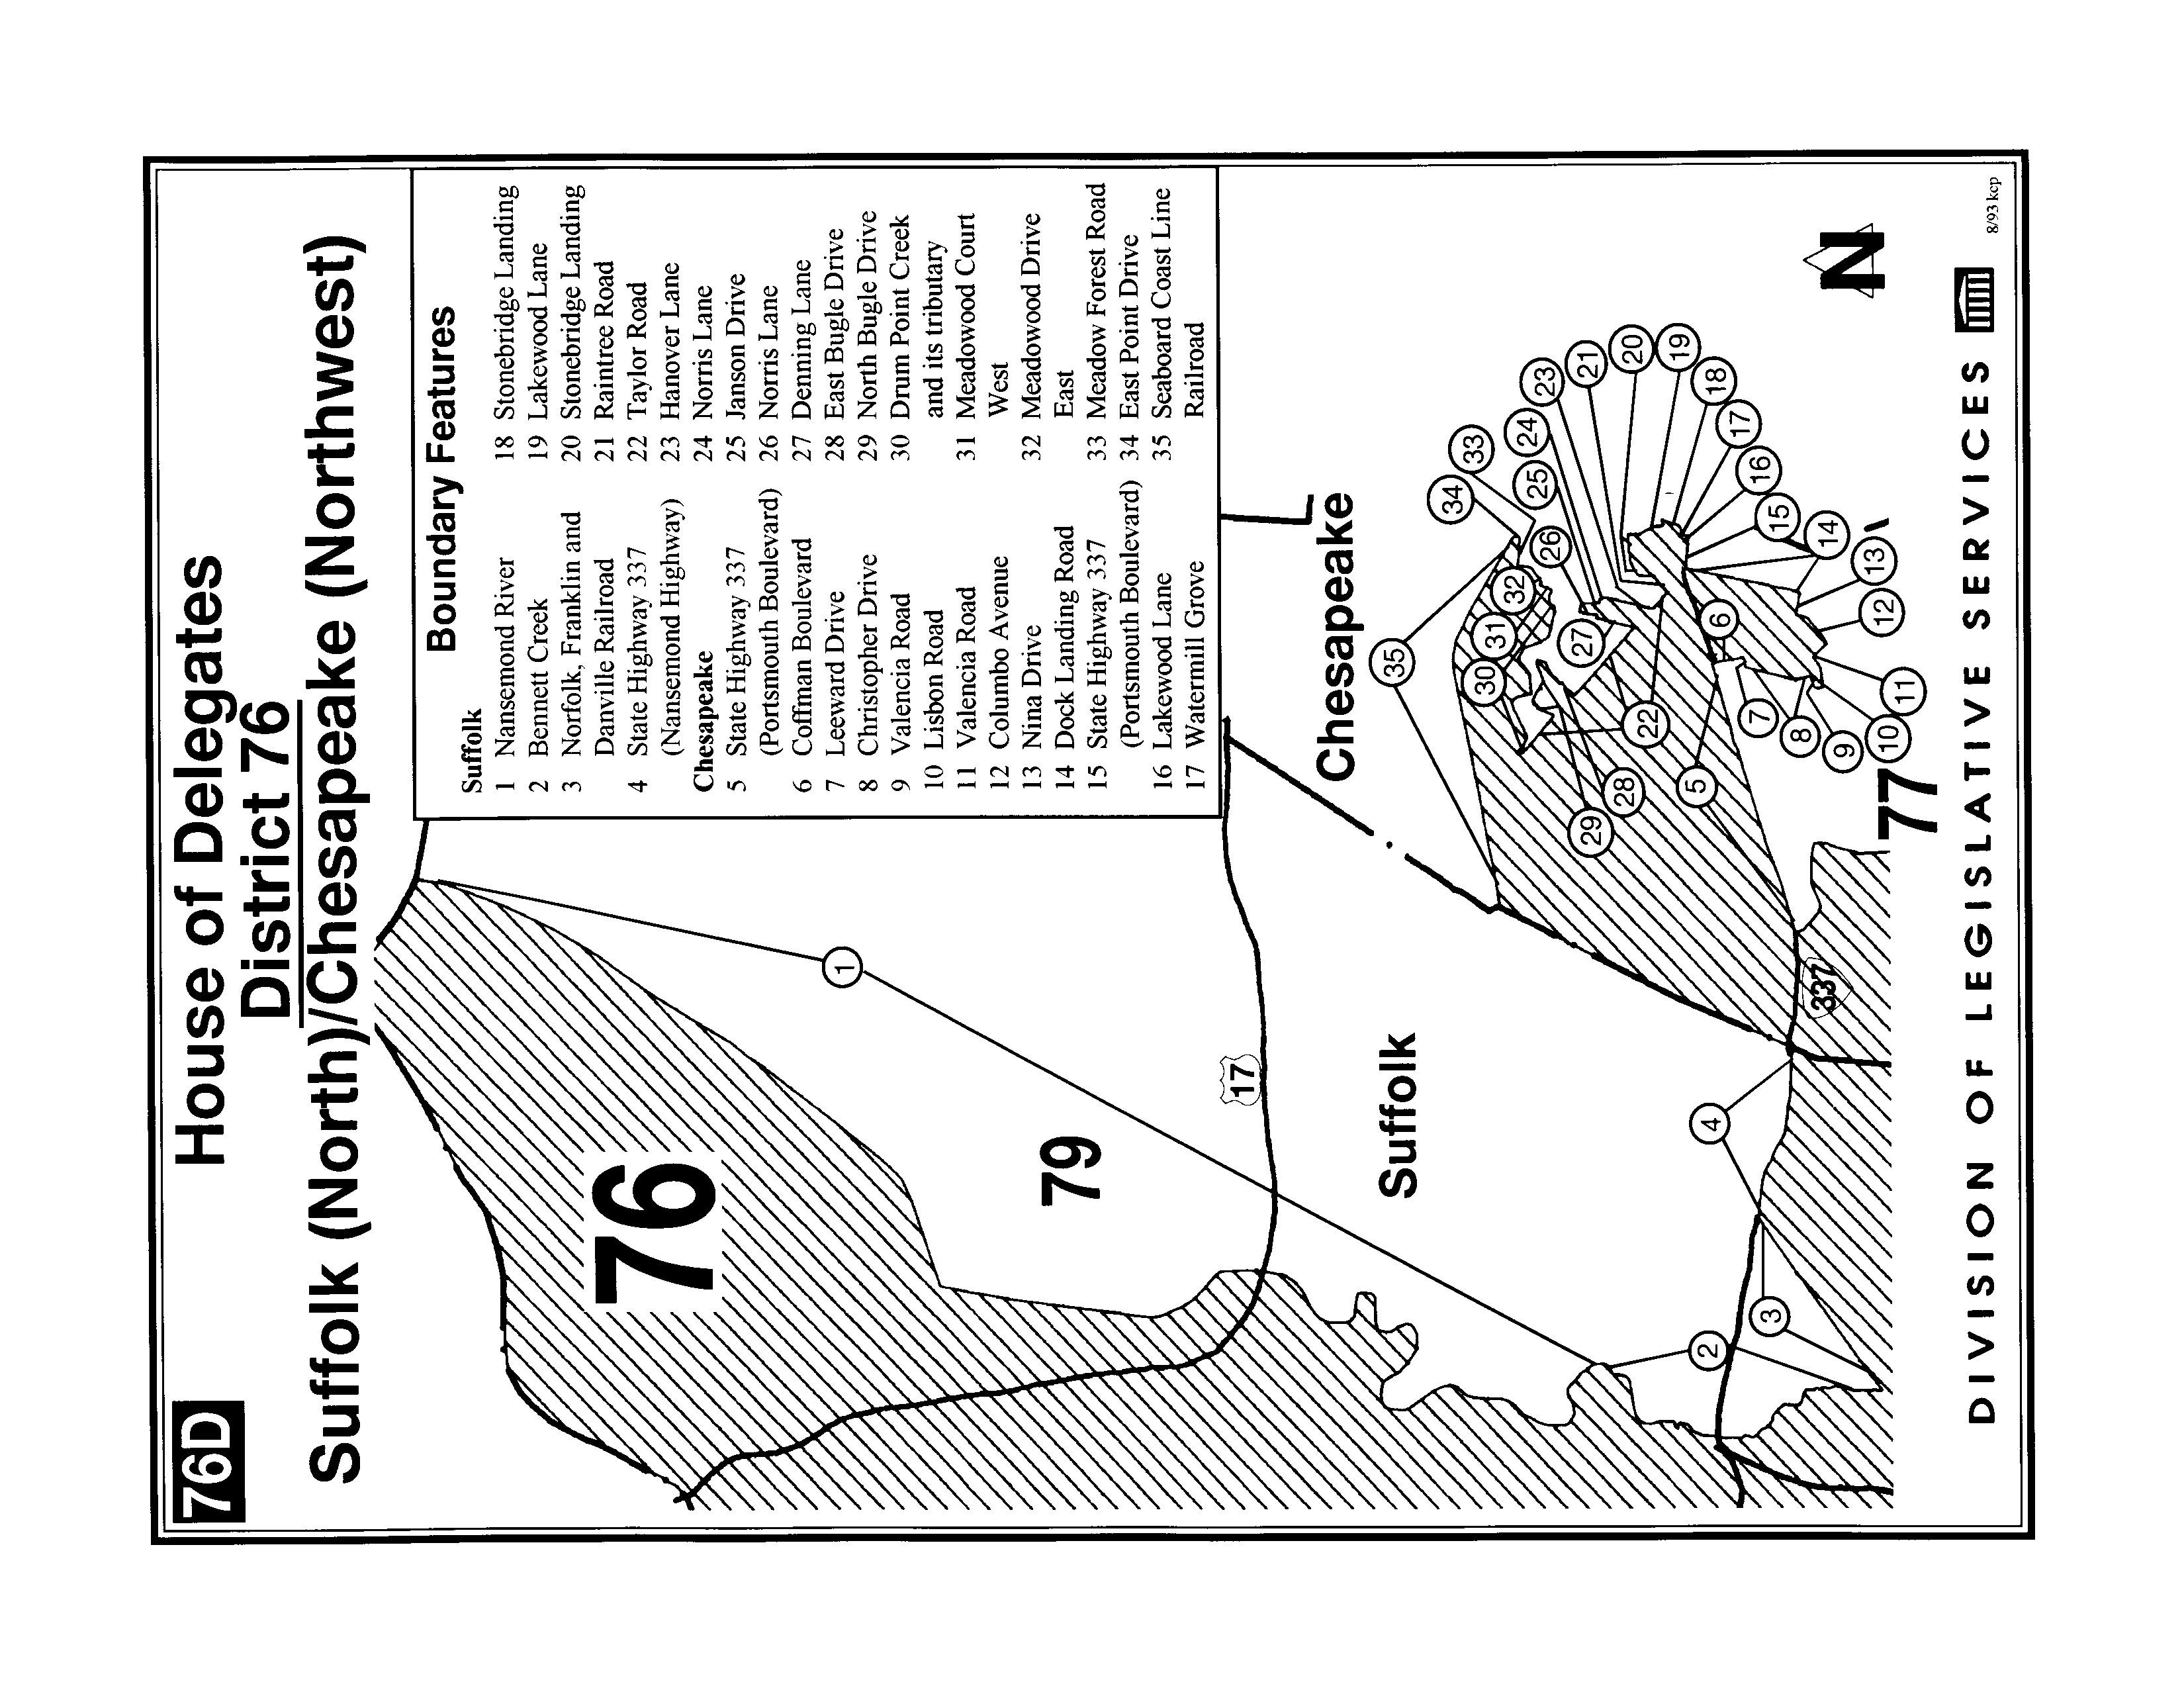 76D
House of Delegates
District 76
Suffolk (North)/Chesapeake (Northwest)
Boundary Features
Suffolk
1 Nansemond River
2 Bennett Creek
3 Norfolk, Franklin and
Danville Railroad
4 State Highway 337
(Nansemond Highway)
Chesapeake
5 State Highway 337
(Portsmouth Boulevard)
6 Coffman Boulevard
7 Leeward Drive
8 Christopher Drive
9 Valencia Road
10 Lisbon Road
11 Valencia Road
12 Columbo Avenue
13 Nina Drive
14 Dock Landing Road
15 State Highway 337
(Portsmouth Boulevard)
16 Lakewood Lane
17 Watermill Grove
18 Stonebridge Landing
19 Lakewood Lane
20 Stonebridge Landing
21 Raintree Road
22 Taylor Road
23 Hanover Lane
24 Norris Lane
25 Janson Drive
26 Norris Lane
27 Denning Lane
28 East Bugle Drive
29 North Bugle Drive
30 Drum Point Creek
and its tributary
31 Meadowood Court
West
32 Meadowood Drive
East
33 Meadow Forest Road
34 East Point Drive
35 Seaboard Coast Line
Railroad
76
1
79
17
Suffolk
Chesapeake
35
34
33
32
31
30
29
28
27
26
25
24
23
22
21
20
19
18
17
16
15
14
13
12
11
10
9
8
7
6
5
4
3
2
337
77
N
DIVISION OF LEGISLATIVE SERVICES
8/93 kcp